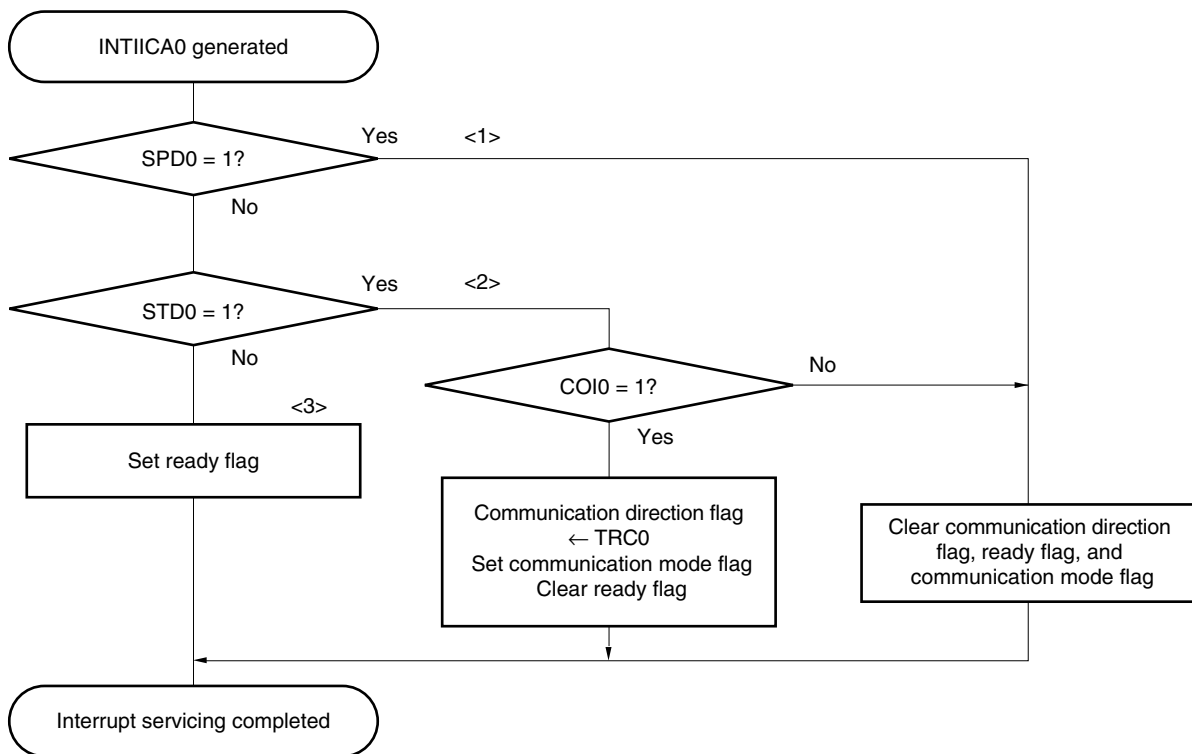 INTIICA0 generated
Yes
<1>
SPD0 = 1?
No
Yes
<2>
STD0 = 1?
No
COI0 = 1?
No
<3>
Yes
Set ready flag
Communication direction flag
← TRC0
Set communication mode flag
Clear ready flag
Clear communication direction
flag, ready flag, and
communication mode flag
Interrupt servicing completed